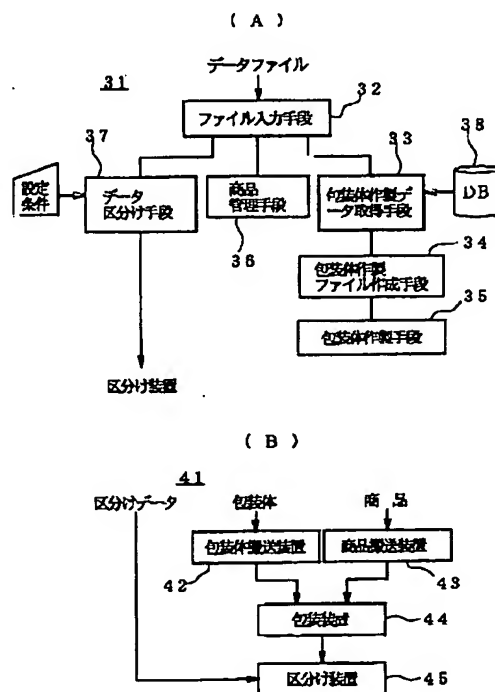 (A)
データファイル
31
32
ファイル入力手段
37
33
38
設定
条件
データ
区分け手段
商品
管理手段
包装体作製デー
タ取得手段
DB
36
34
包装体作製
ファイル作成手段
35
包装体作製手段
区分け装置
(B)
41
区分けデータ
包装体
商 品
包装体搬送装置
商品搬送装置
42
43
包装装置
44
区分け装置
45